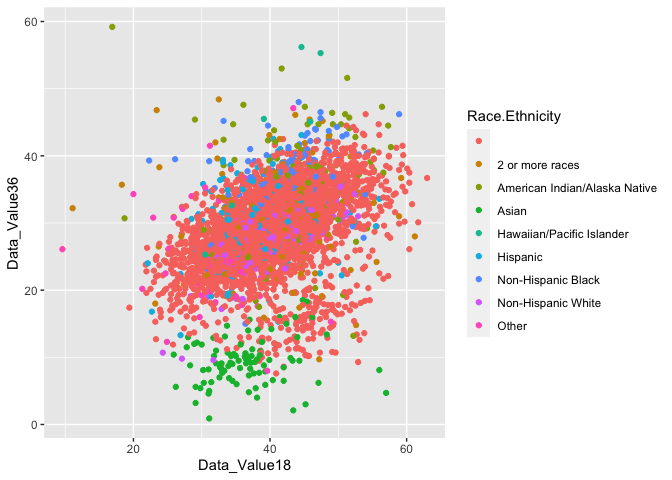 60
40
20
0
Data_Value36
20
40
60
Data_Value18
Race.Ethnicity
2 or more races
American Indian/Alaska Native
Asian
Hawaiian/Pacific Islander
Hispanic
Non-Hispanic Black
Non-Hispanic White
Other